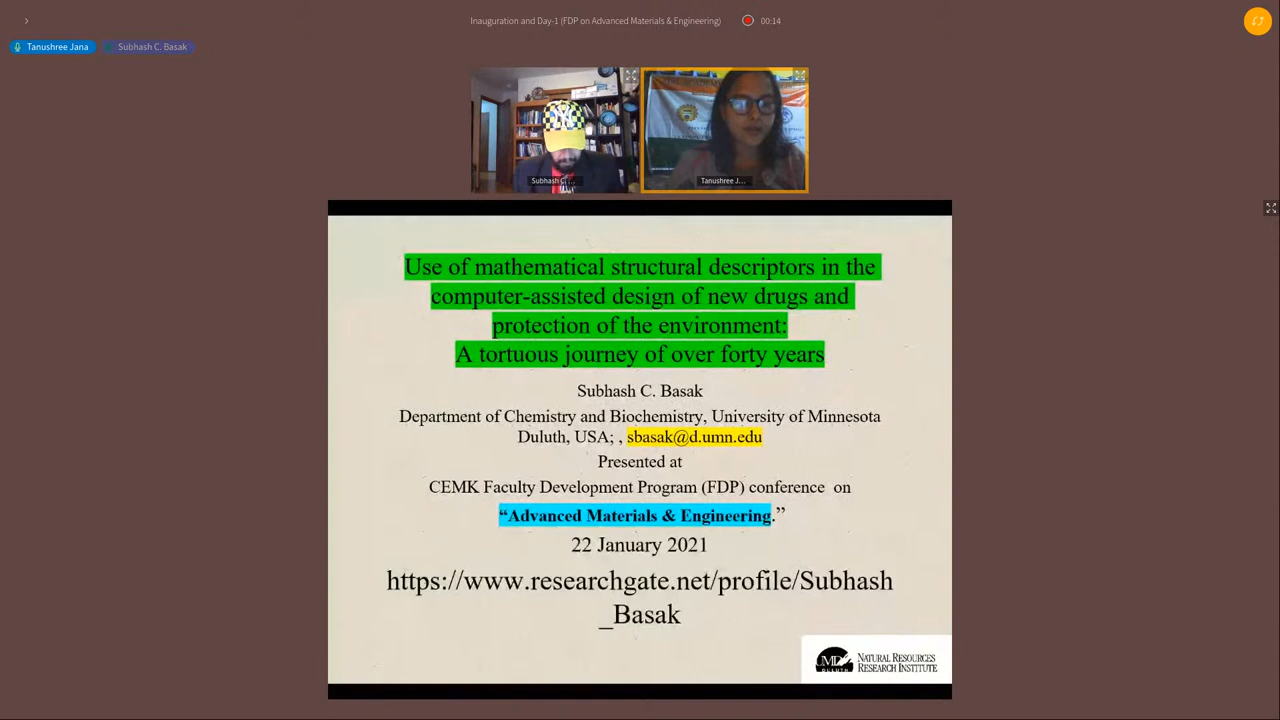 Inauguration and Day-1 (FDP on Advanced Materials & Engineering)
00:14
Tanushree Jana
Subhash C. Basak
Subhash C. ...
Tanushree J...
Use of mathematical structural descriptors in the
computer-assisted design of new drugs and
protection of the environment:
A tortuous journey of over forty years
Subhash C. Basak
Department of Chemistry and Biochemistry, University of Minnesota
Duluth, USA; , sbasak@d.umn.edu
Presented at
CEMK Faculty Development Program (FDP) conference on
“Advanced Materials & Engineering.”
22 January 2021
https://www.researchgate.net/profile/Subhash
_Basak
UMD
DULUTH
NATURAL RESOURCES
RESEARCH INSTITUTE